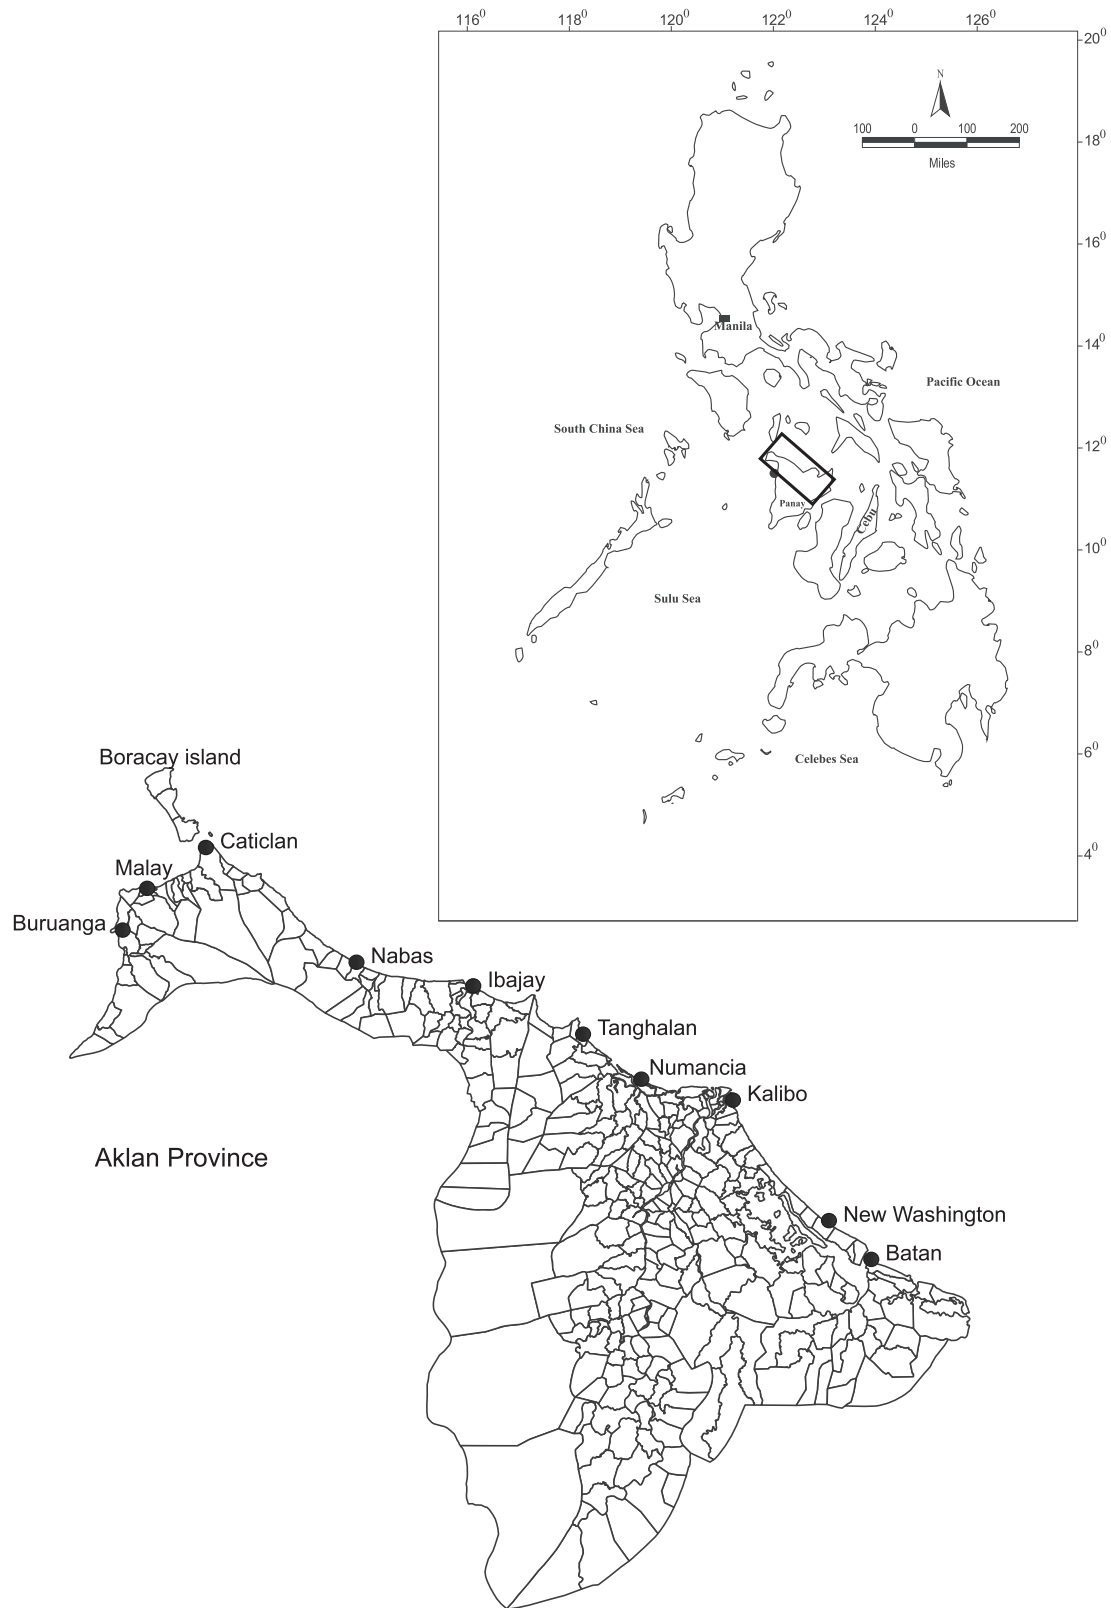 116⁰ 118⁰ 120⁰ 122⁰ 124⁰ 126⁰
20⁰
N
100 0 100 200
Miles
18⁰
16⁰
Manila
14⁰
Pacific Ocean
South China Sea
12⁰
Panay
Cebu
10⁰
Sulu Sea
8⁰
6⁰
Celebes Sea
4⁰
Boracay island
Caticlan
Malay
Buruanga
Nabas
Ibajay
Tanghalan
Numancia
Kalibo
Aklan Province
New Washington
Batan